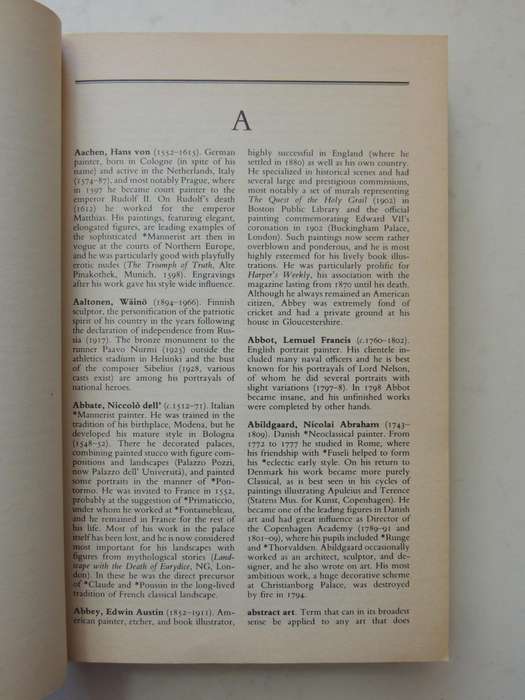 A
Aachen, Hans von (1552–1615). German
painter, born in Cologne (in spite of his
name) and active in the Netherlands, Italy
(1574–87), and most notably Prague, where
in 1597 he became court painter to the
emperor Rudolf II. On Rudolf's death
(1612) he worked for the emperor
Matthias. His paintings, featuring elegant,
elongated figures, are leading examples of
the sophisticated *Mannerist art then in
vogue at the courts of Northern Europe,
and he was particularly good with playfully
erotic nudes (The Triumph of Truth, Alte
Pinakothek, Munich, 1598). Engravings
after his work gave his style wide influence.
Aaltonen, Wäinö (1894–1966). Finnish
sculptor, the personification of the patriotic
spirit of his country in the years following
the declaration of independence from Rus-
sia (1917). The bronze monument to the
runner Paavo Nurmi (1925) outside the
athletics stadium in Helsinki and the bust
of the composer Sibelius (1928, various
casts exist) are among his portrayals of
national heroes.
Abbate, Niccolò dell' (c.1512–71). Italian
*Mannerist painter. He was trained in the
tradition of his birthplace, Modena, but he
developed his mature style in Bologna
(1548–52). There he decorated palaces,
combining painted stucco with figure com-
positions and landscapes (Palazzo Pozzi,
now Palazzo dell' Università), and painted
some portraits in the manner of *Pon-
tormo. He was invited to France in 1552,
probably at the suggestion of *Primaticcio,
under whom he worked at *Fontainebleau,
and he remained in France for the rest of
his life. Most of his work in the palace
itself has been lost, and he is now considered
most important for his landscapes with
figures from mythological stories (Land-
scape with the Death of Eurydice, NG, Lon-
don). In these he was the direct precursor
of *Claude and *Poussin in the long-lived
tradition of French classical landscape.
Abbey, Edwin Austin (1852–1911). Am-
erican painter, etcher, and book illustrator,
highly successful in England (where he
settled in 1880) as well as his own country.
He specialized in historical scenes and had
several large and prestigious commissions,
most notably a set of murals representing
The Quest of the Holy Grail (1902) in
Boston Public Library and the official
painting commemorating Edward VII's
coronation in 1902 (Buckingham Palace,
London). Such paintings now seem rather
overblown and ponderous, and he is most
highly esteemed for his lively book illus-
trations. He was particularly prolific for
Harper's Weekly, his association with the
magazine lasting from 1870 until his death.
Although he always remained an American
citizen, Abbey was extremely fond of
cricket and had a private ground at his
house in Gloucestershire.
Abbot, Lemuel Francis (c.1760–1802).
English portrait painter. His clientele in-
cluded many naval officers and he is best
known for his portrayals of Lord Nelson,
of whom he did several portraits with
slight variations (1797–8). In 1798 Abbot
became insane, and his unfinished works
were completed by other hands.
Abildgaard, Nicolai Abraham (1743–
1809). Danish *Neoclassical painter. From
1772 to 1777 he studied in Rome, where
his friendship with *Fuseli helped to form
his *eclectic early style. On his return to
Denmark his work became more purely
Classical, as is best seen in his cycles of
paintings illustrating Apuleius and Terence
(Statens Mus. for Kunst, Copenhagen). He
became one of the leading figures in Danish
art and had great influence as Director of
the Copenhagen Academy (1789–91 and
1801–09), where his pupils included *Runge
and *Thorvaldsen. Abildgaard occasionally
worked as an architect, sculptor, and de-
signer, and he also wrote on art. His most
ambitious work, a huge decorative scheme
at Christianborg Palace, was destroyed
by fire in 1794.
abstract art. Term that can in its broadest
sense be applied to any art that does